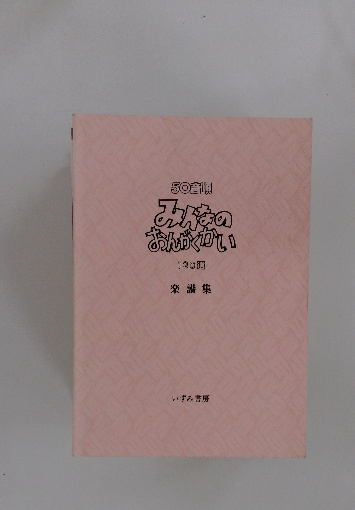 50音順
みんなの
おんがくかい
楽譜集
いずみ書房